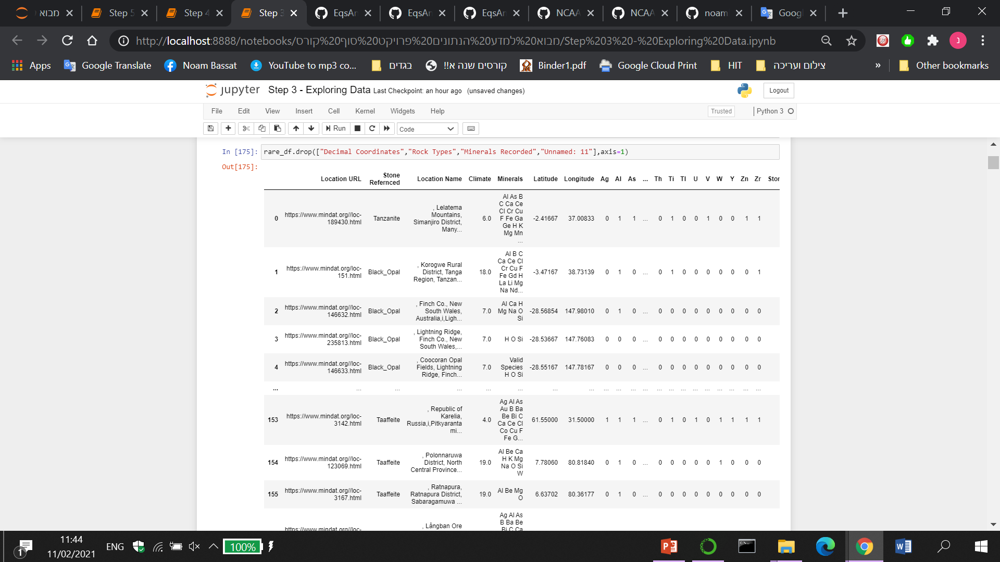 מבוא
Step 5
Step 4
Step 3
EqsAn
EqsAn
EqsAn
NCAA
NCAA
noam
Googl
http://localhost:8888/notebooks/מבוא%20למדע%20הנתונים%20פרויקט%20סוף%20קורס/Step%203%20-%20Exploring%20Data.ipynb
נ
Apps
Google Translate
Noam Bassat
YouTube to mp3 co...
בגדים
קורסים שנה א!!
Binder1.pdf
Google Cloud Print
HIT
צילום ועריכה
»
Other bookmarks
jupyter Step 3 - Exploring Data Last Checkpoint: an hour ago (unsaved changes)
Logout
File Edit View Insert Cell Kernel Widgets Help
Trusted
Python 3
Run
Code
In [175]: rare_df.drop(["Decimal Coordinates","Rock Types","Minerals Recorded","Unnamed: 11"],axis=1)
Out[175]:
Location URL Stone Refernced Location Name Climate Minerals Latitude Longitude Ag Al As ... Th Ti Tl U V W Y Zn Zr Stor
0 https://www.mindat.org//loc-189430.html Tanzanite , Lelatema Mountains, Simanjiro District, Many... 6.0 Al As B C Ca Ce Cl Cr Cu F Fe Ga Ge H K Mg Mn ... -2.41667 37.00833 0 1 1 ... 0 1 0 0 1 0 0 1 1
1 https://www.mindat.org/loc-151.html Black_Opal , Korogwe Rural District, Tanga Region, Tanzan... 18.0 Al B C Ca Ce Cl Cr Cu F Fe Gd H La Li Mg Na Nd... -3.47167 38.73139 0 1 0 ... 0 1 0 0 0 0 0 0 1
2 https://www.mindat.org//loc-146632.html Black_Opal , Finch Co., New South Wales, Australia,i,Ligh... 7.0 Al Ca H Mg Na O Si -28.56854 147.98010 0 1 0 ... 0 0 0 0 0 0 0 0 0
3 https://www.mindat.org//loc-235813.html Black_Opal , Lightning Ridge, Finch Co., New South Wales,... 7.0 H O Si -28.53667 147.76083 0 0 0 ... 0 0 0 0 0 0 0 0 0
4 https://www.mindat.org//loc-146633.html Black_Opal , Coocoran Opal Fields, Lightning Ridge, Finch... 7.0 Valid Species H O Si -28.55167 147.78167 0 0 0 ... 0 0 0 0 0 0 0 0 0
... ... ... ... ... ... ... ... ... ... ... ... ... ... ... ... ... ... ... ... ...
153 https://www.mindat.org//loc-3142.html Taaffeite , Republic of Karelia, Russia,i,Pitkyaranta mi... 4.0 Ag Al As Au B Ba Be Bi C Ca Ce Cl Co Cu F Fe G... 61.55000 31.50000 1 1 1 ... 0 1 0 1 0 1 1 1 1
154 https://www.mindat.org//loc-123069.html Taaffeite , Polonnaruwa District, North Central Province... 19.0 Al Be Ca H K Mg Na O Si W 7.78060 80.81840 0 1 0 ... 0 0 0 0 0 1 0 0 0
155 https://www.mindat.org//loc-3167.html Taaffeite , Ratnapura, Ratnapura District, Sabaragamuwa ... 19.0 Al Be Mg O 6.63702 80.36177 0 1 0 ... 0 0 0 0 0 0 0 0 0
https://www.mindat.org//loc- , Långban Ore Ag Al As B Ba Be Bi C Ca
1
11:44
11/02/2021
ENG
100%